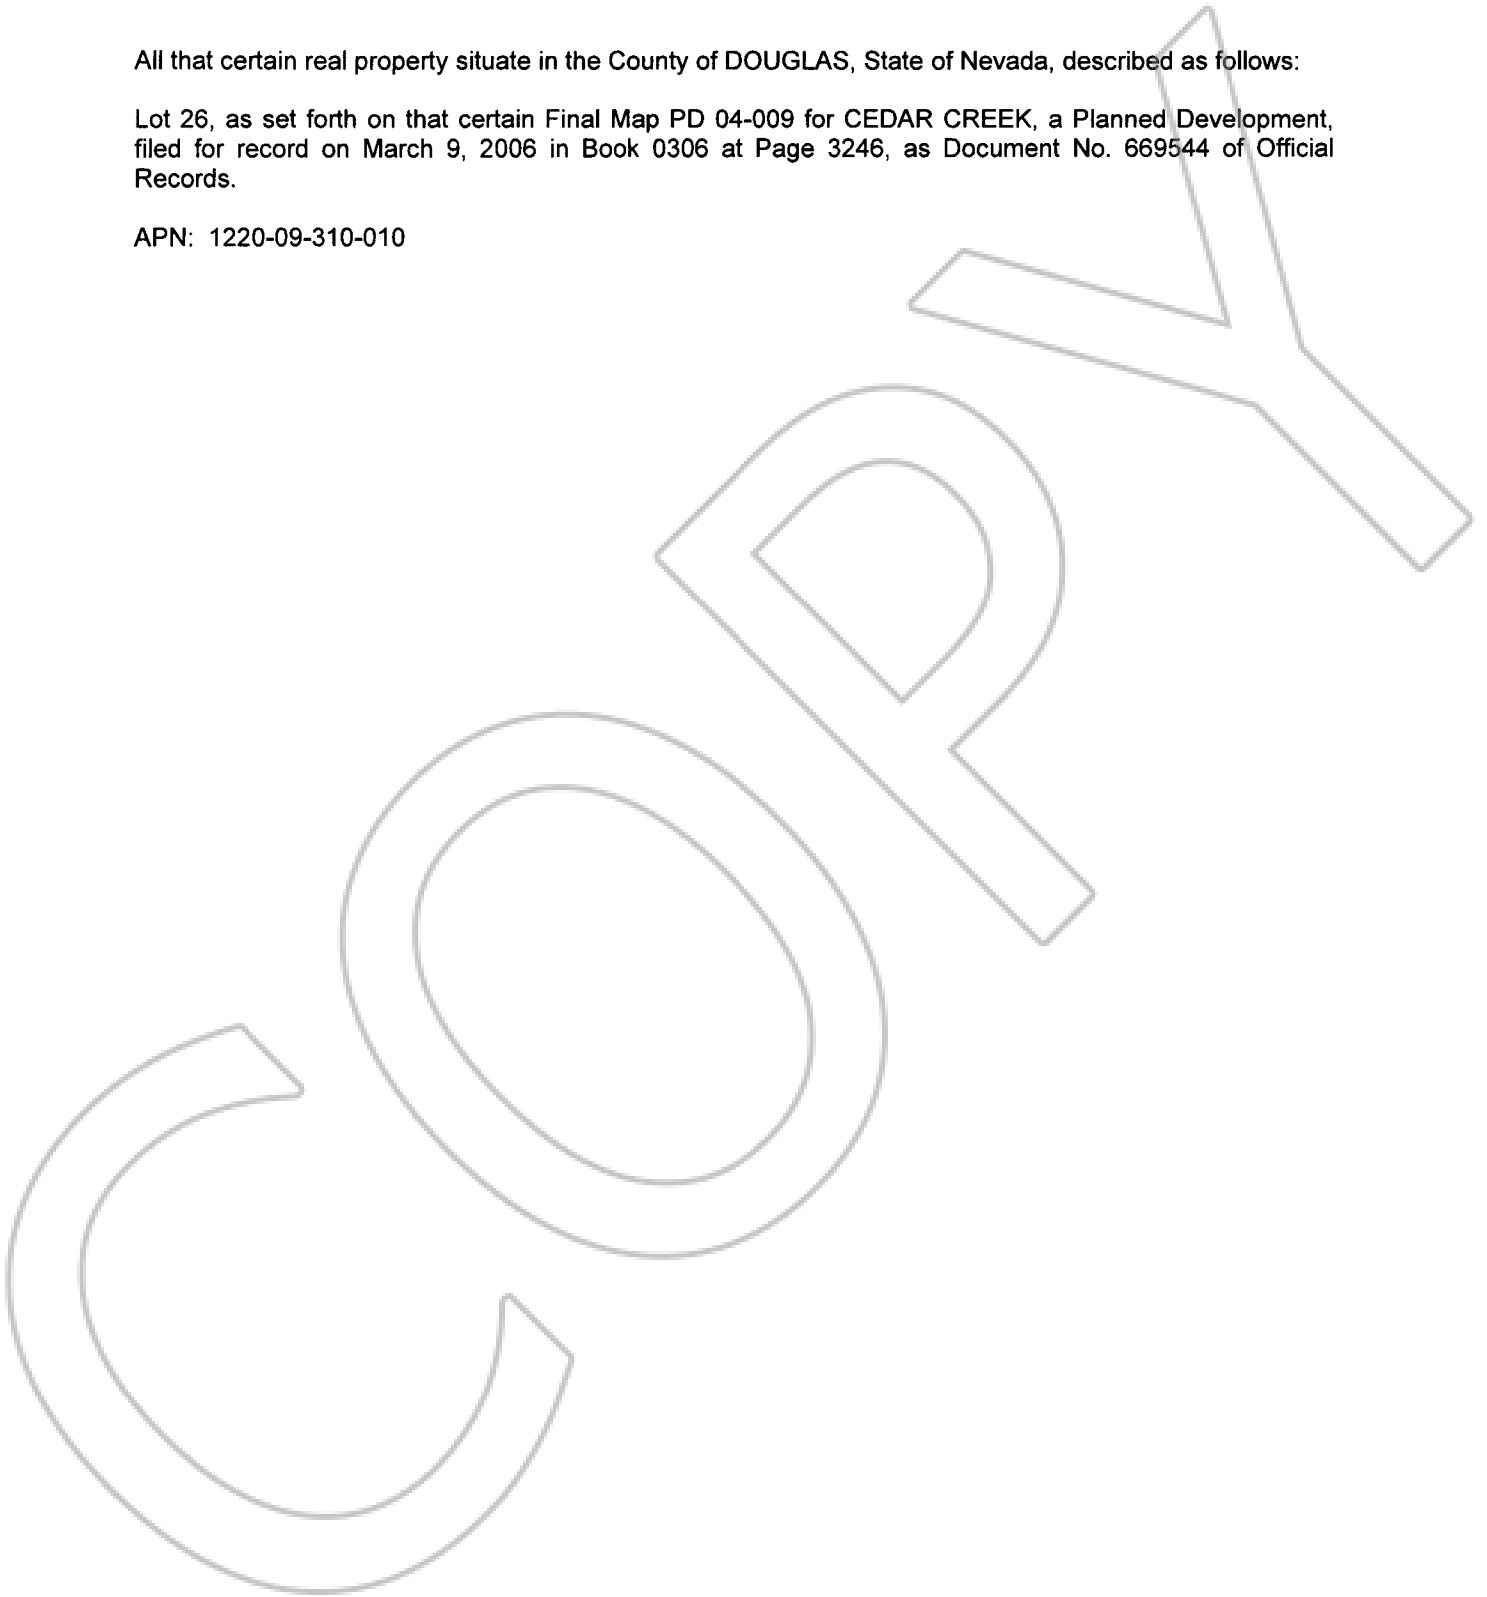 All that certain real property situate in the County of DOUGLAS, State of Nevada, described as follows:
Lot 26, as set forth on that certain Final Map PD 04-009 for CEDAR CREEK, a Planned Development,
filed for record on March 9, 2006 in Book 0306 at Page 3246, as Document No. 669544 of Official
Records.
APN: 1220-09-310-010
COPY